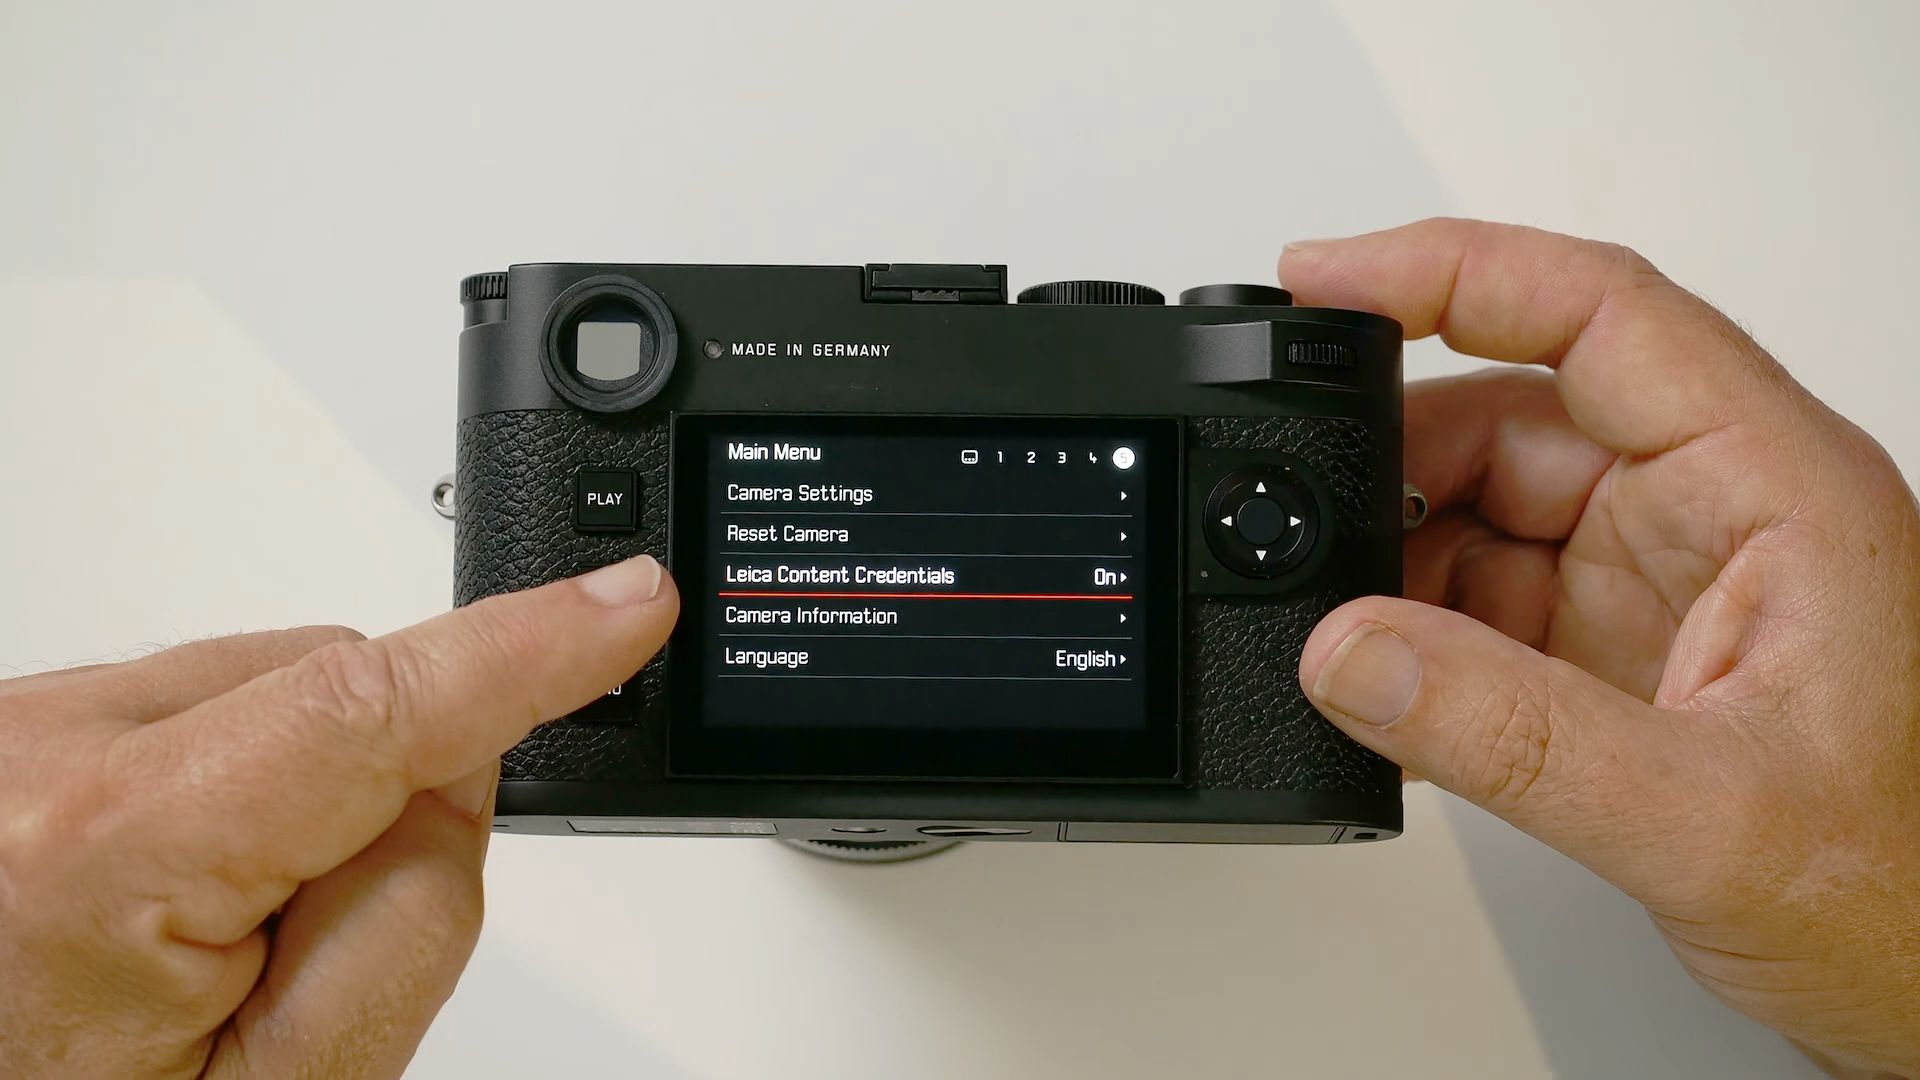 MADE IN GERMANY
PLAY
Main Menu 1 2 3 4 5
Camera Settings
Reset Camera
Leica Content Credentials On
Camera Information
Language English